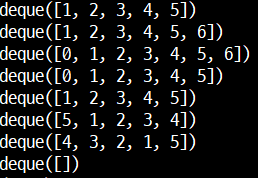 deque([1, 2, 3, 4, 5])
deque([1, 2, 3, 4, 5, 6])
deque([0, 1, 2, 3, 4, 5, 6])
deque([0, 1, 2, 3, 4, 5])
deque([1, 2, 3, 4, 5])
deque([5, 1, 2, 3, 4])
deque([4, 3, 2, 1, 5])
deque([])